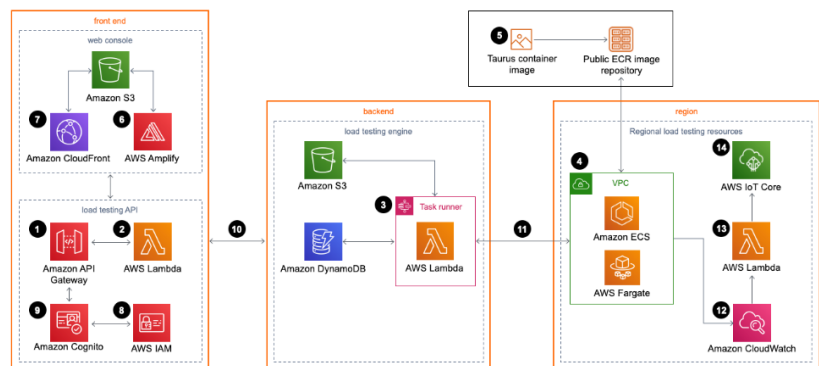 front end
web console
Amazon S3
7
6
Amazon CloudFront
AWS Amplify
load testing API
1
2
Amazon API
Gateway
AWS Lambda
9
8
Amazon Cognito
AWS IAM
10
backend
load testing engine
Amazon S3
3
Task runner
Amazon DynamoDB
AWS Lambda
11
5
Taurus container
image
Public ECR image
repository
region
Regional load testing resources
4
VPC
Amazon ECS
AWS Fargate
14
AWS IoT Core
13
AWS Lambda
12
Amazon CloudWatch